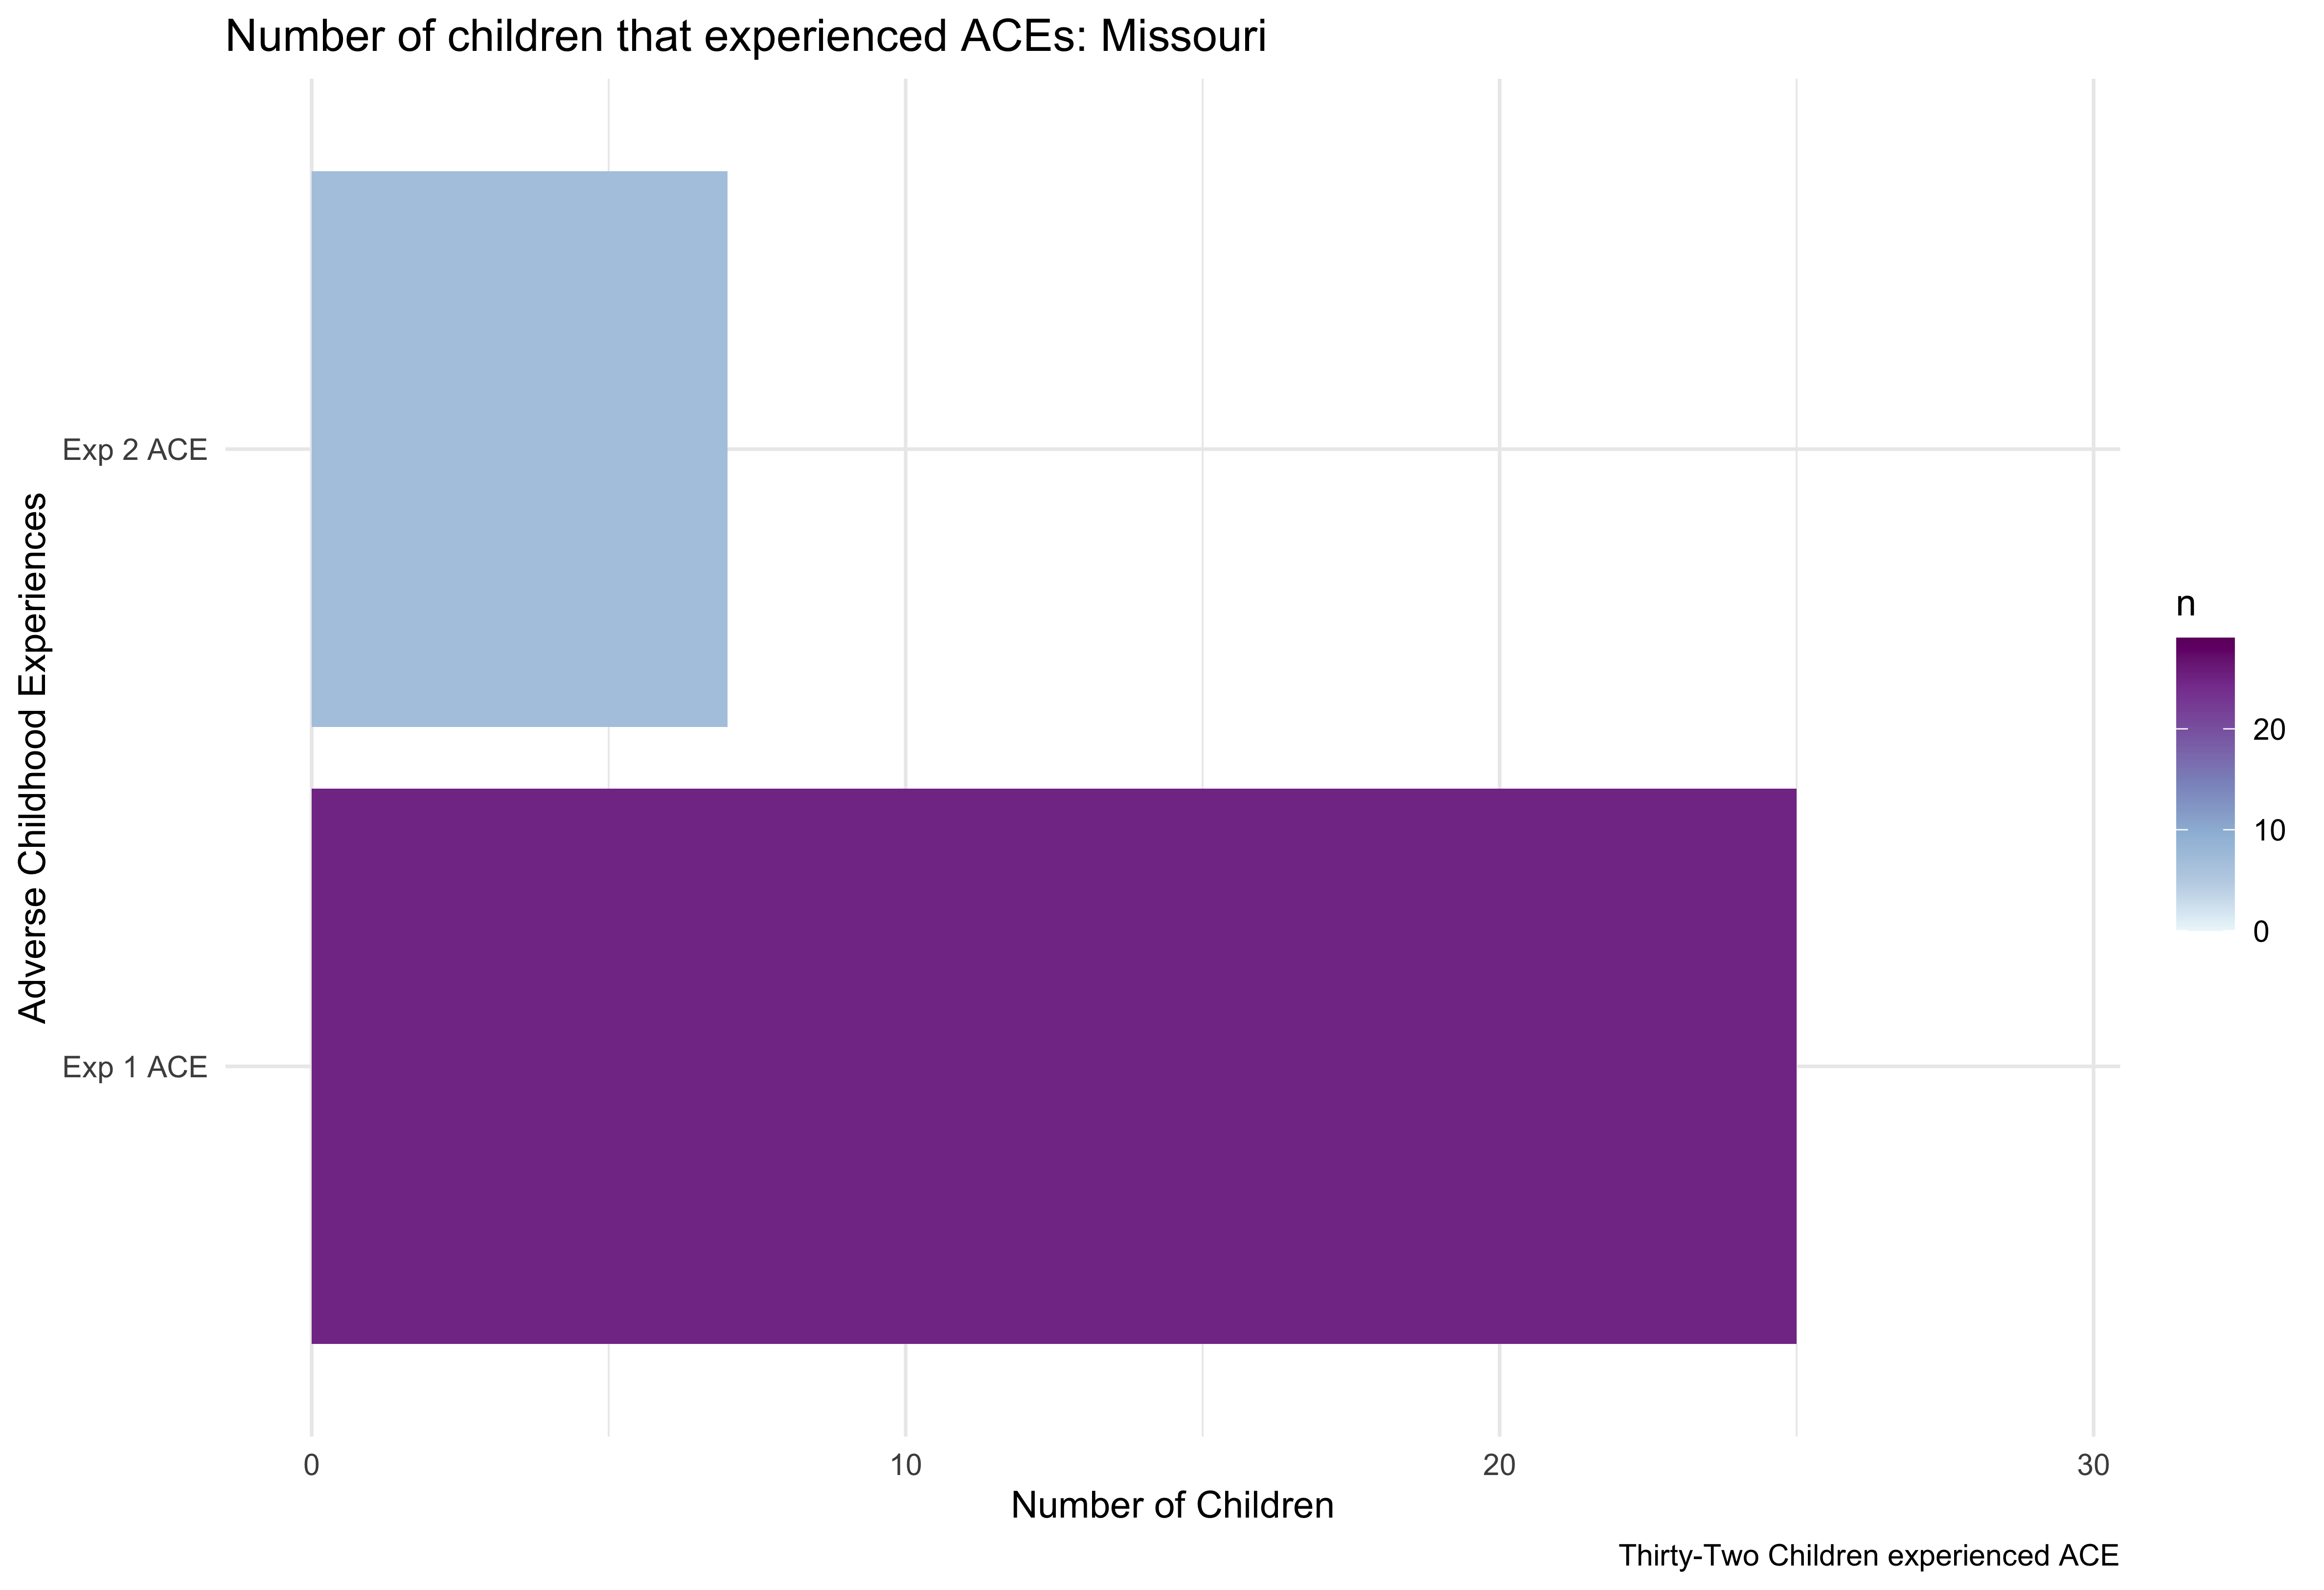 Number of children that experienced ACEs: Missouri
Adverse Childhood Experiences
Exp 2 ACE
Exp 1 ACE
0
10
20
30
Number of Children
n
20
10
0
Thirty-Two Children experienced ACE